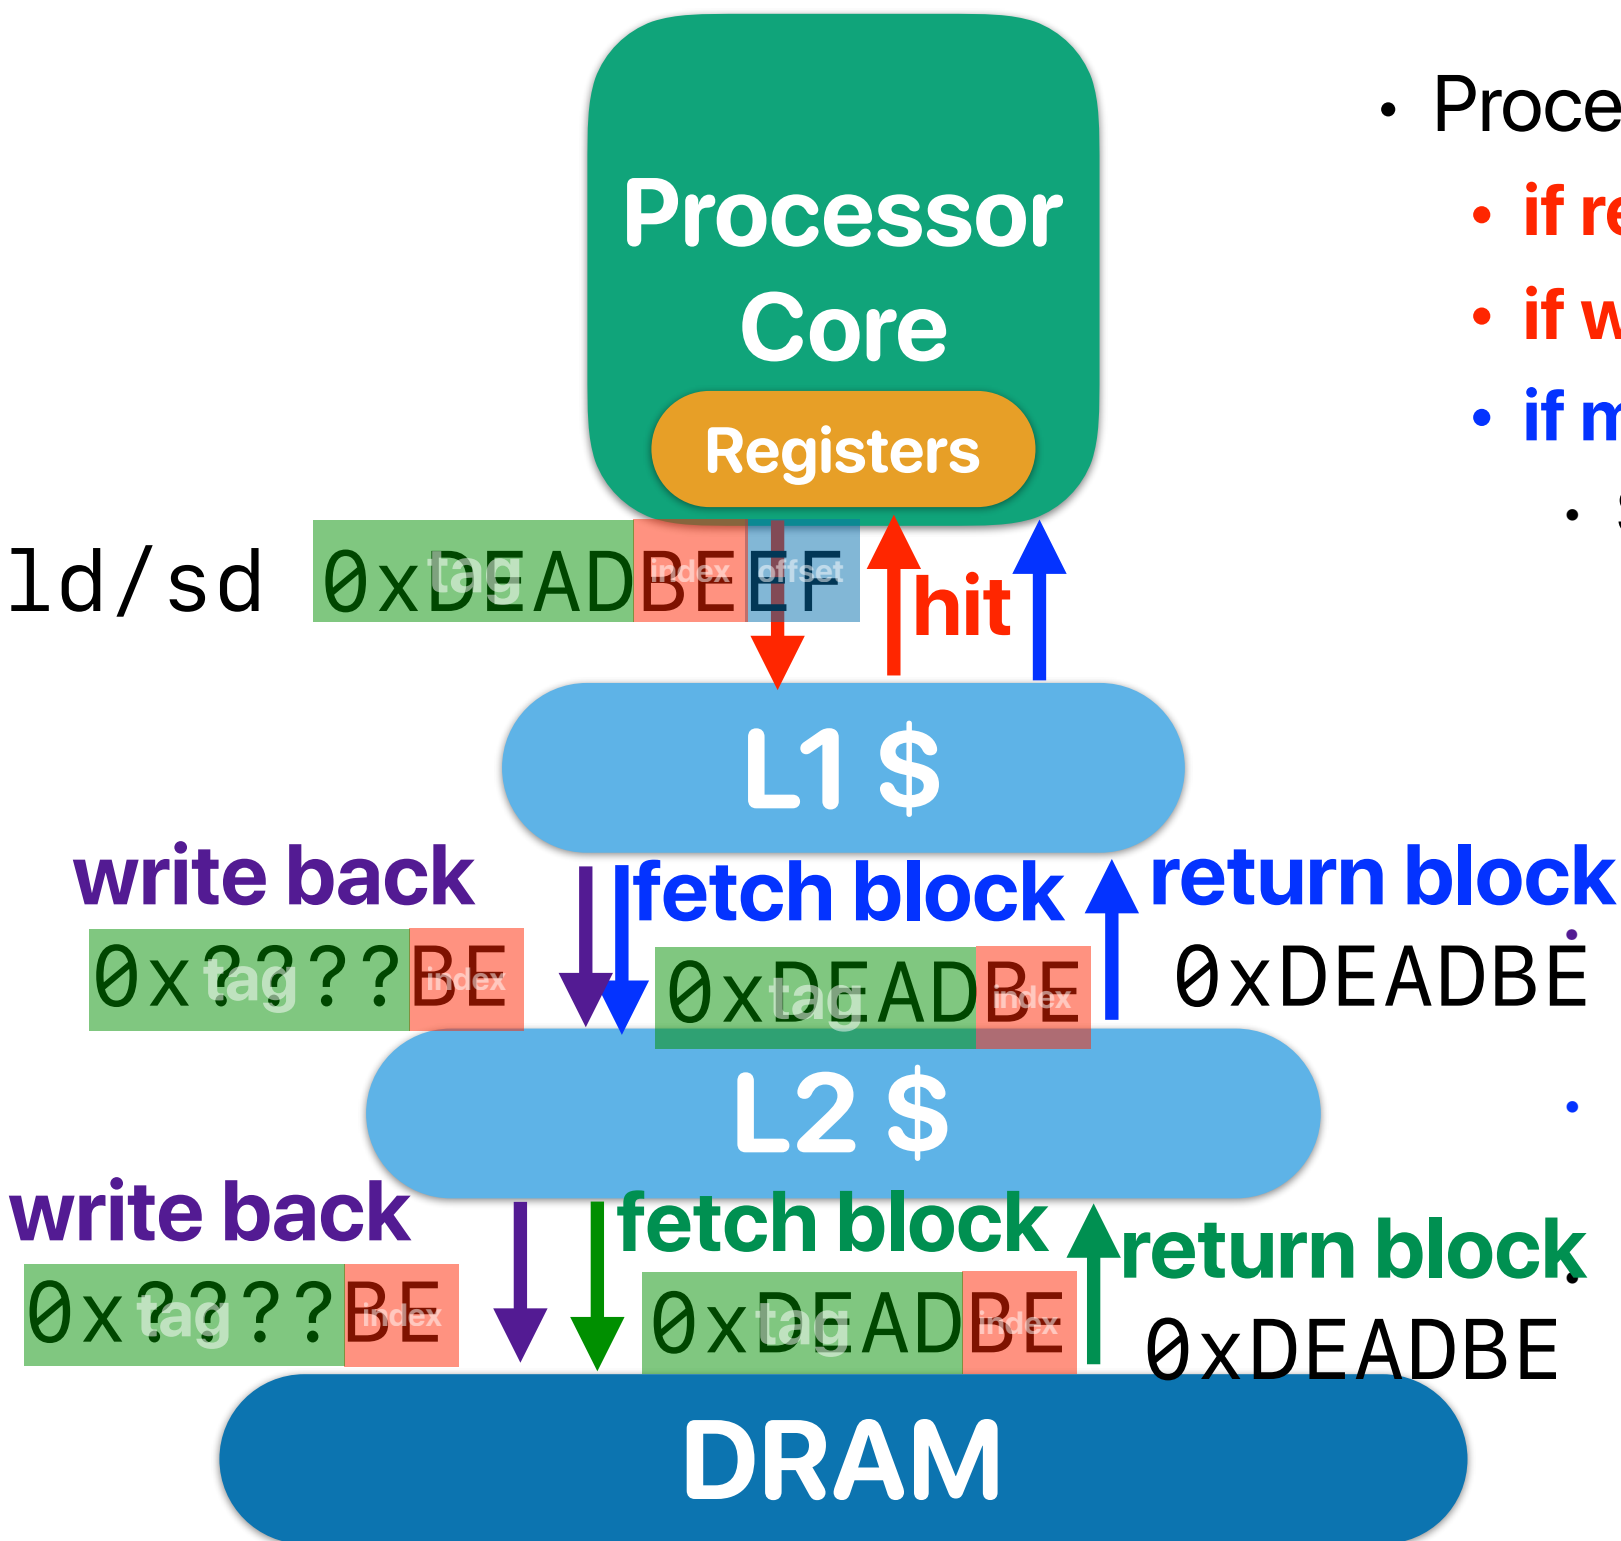 Processor
Core
Registers
ld/sd 0xDEADBEEF
tag index offset
hit
L1 $
write back
fetch block
return block
0x????BE
tag index
0xDEADBE
tag index
0xDEADBE
L2 $
write back
fetch block
return block
0x????BE
tag index
0xDEADBE
tag index
0xDEADBE
DRAM
• if
• if
• if